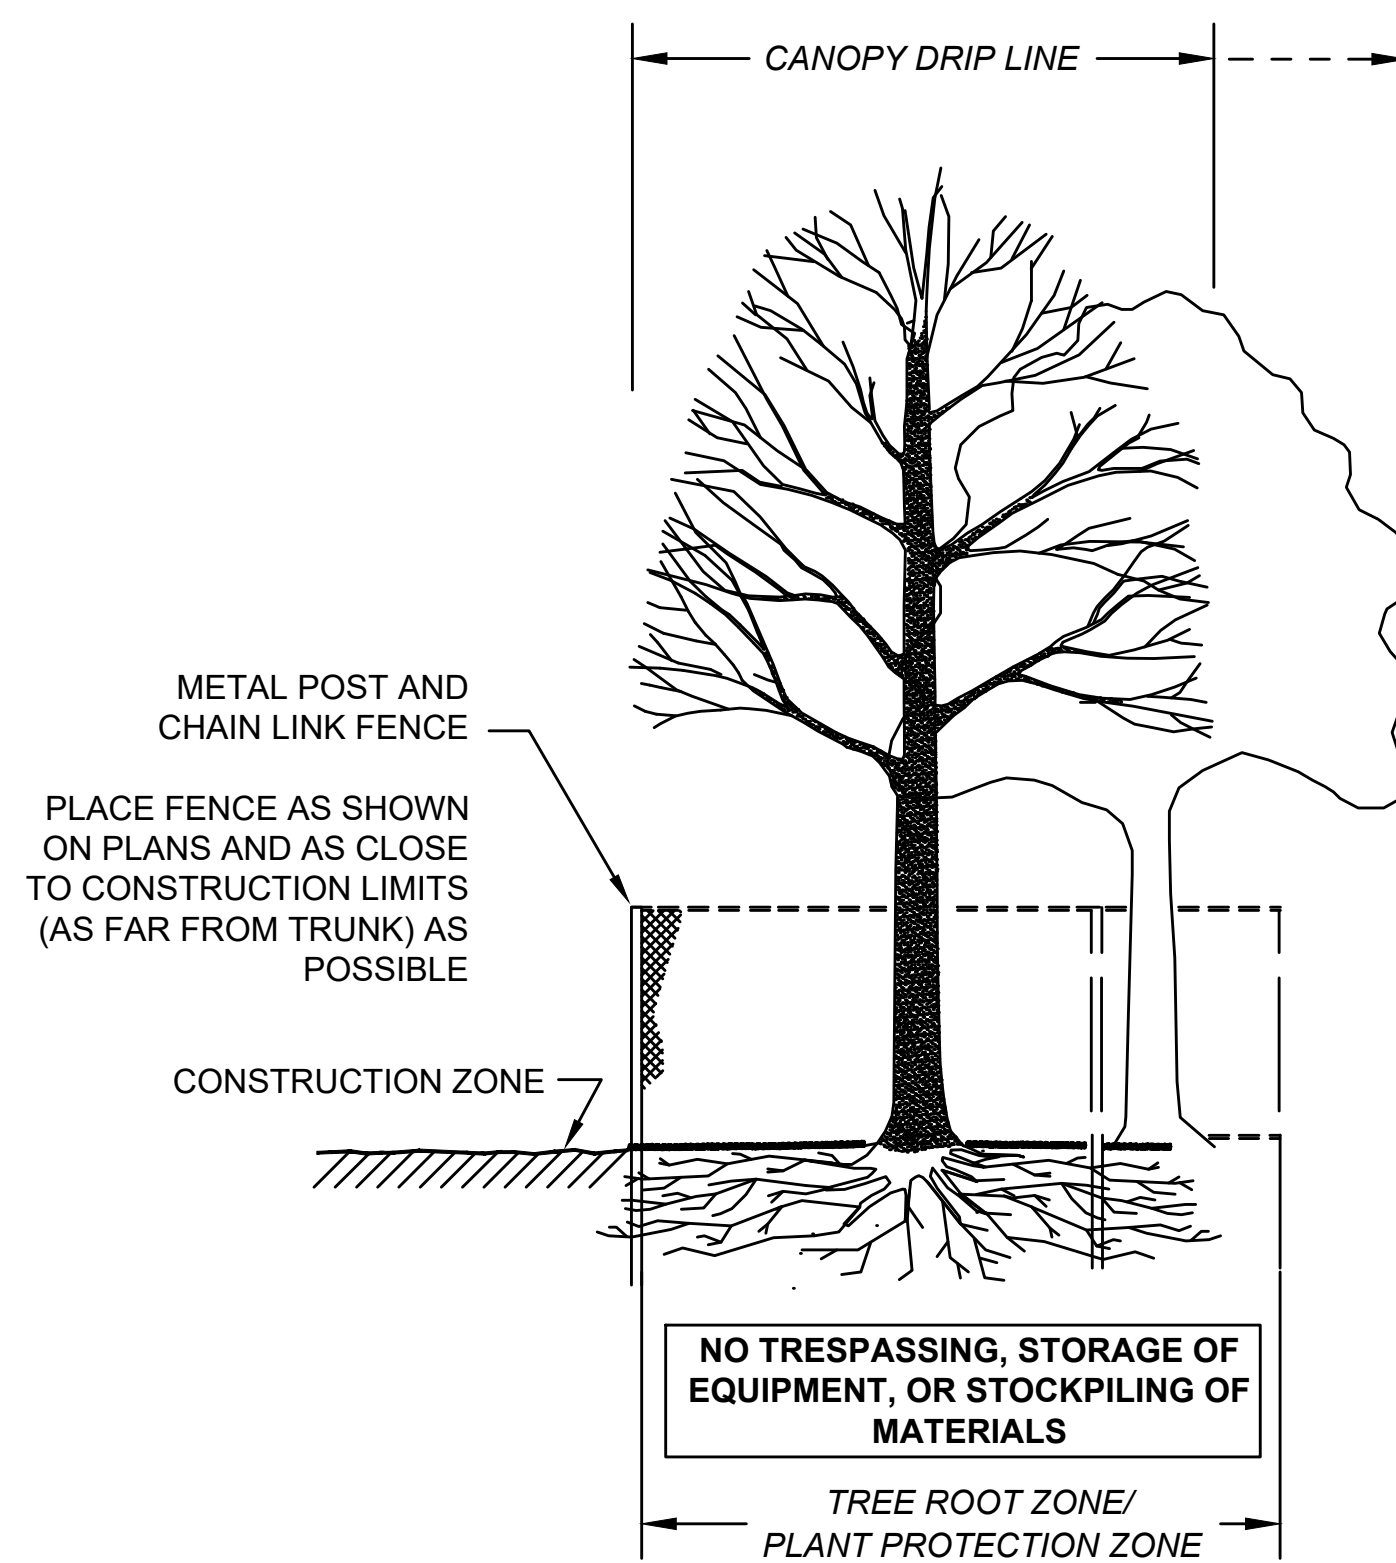 CANOPY DRIP LINE
METAL POST AND
CHAIN LINK FENCE
PLACE FENCE AS SHOWN
ON PLANS AND AS CLOSE
TO CONSTRUCTION LIMITS
(AS FAR FROM TRUNK) AS
POSSIBLE
CONSTRUCTION ZONE
NO TRESPASSING, STORAGE OF
EQUIPMENT, OR STOCKPILING OF
MATERIALS
TREE ROOT ZONE/
PLANT PROTECTION ZONE